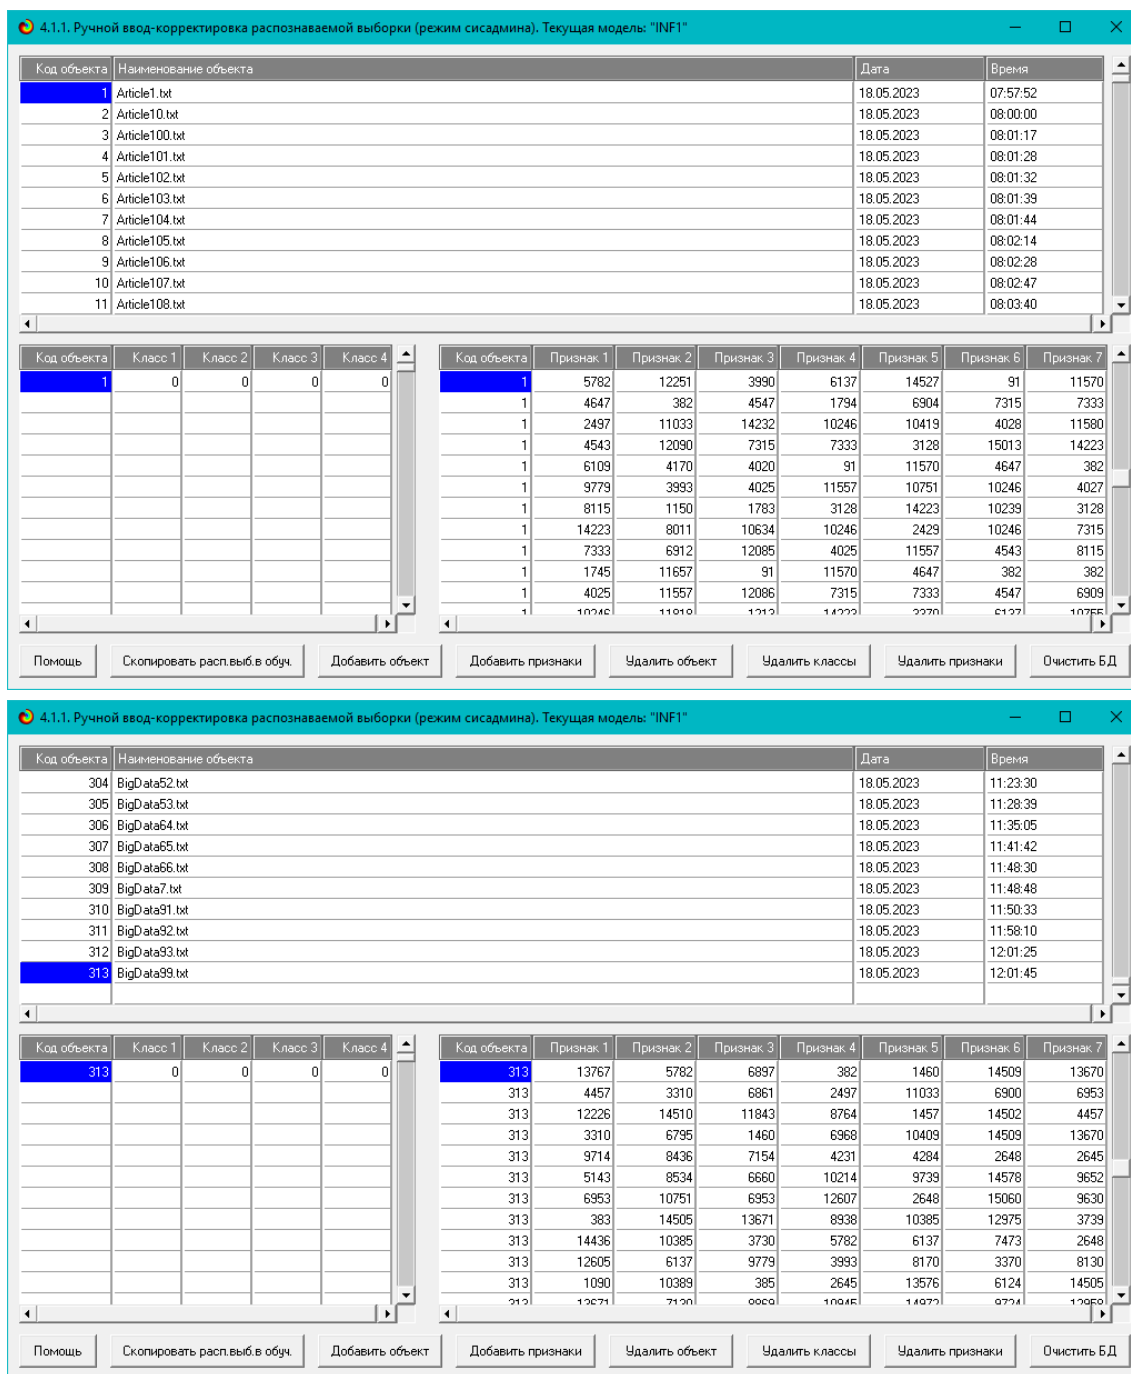 4.1.1. Ручной ввод-корректировка распознаваемой выборки (режим сисадмина). Текущая модель: "INF1"
Код объекта Наименование объекта Дата Время
1 Article1.txt 18.05.2023 07:57:52
2 Article10.txt 18.05.2023 08:00:00
3 Article100.txt 18.05.2023 08:01:17
4 Article101.txt 18.05.2023 08:01:28
5 Article102.txt 18.05.2023 08:01:32
6 Article103.txt 18.05.2023 08:01:39
7 Article104.txt 18.05.2023 08:01:44
8 Article105.txt 18.05.2023 08:02:14
9 Article106.txt 18.05.2023 08:02:28
10 Article107.txt 18.05.2023 08:02:47
11 Article108.txt 18.05.2023 08:03:40
Код объекта Класс 1 Класс 2 Класс 3 Класс 4
1 0 0 0 0
Код объекта Признак 1 Признак 2 Признак 3 Признак 4 Признак 5 Признак 6 Признак 7
1 5782 12251 3990 6137 14527 91 11570
1 4647 382 4547 1794 6904 7315 7333
1 2497 11033 14232 10246 10419 4028 11580
1 4543 12090 7315 7333 3128 15013 14223
1 6109 4170 4020 91 11570 4647 382
1 9779 3993 4025 11557 10751 10246 4027
1 8115 1150 1783 3128 14223 10239 3128
1 14223 8011 10634 10246 2429 10246 7315
1 7333 6912 12085 4025 11557 4543 8115
1 1745 11657 91 11570 4647 382 382
1 4025 11557 12086 7315 7333 4547 6909
Помощь Скопировать расп.выб.в обуч. Добавить объект Добавить признаки Удалить объект Удалить классы Удалить признаки Очистить БД
4.1.1. Ручной ввод-корректировка распознаваемой выборки (режим сисадмина). Текущая модель: "INF1"
Код объекта Наименование объекта Дата Время
304 BigData52.txt 18.05.2023 11:23:30
305 BigData53.txt 18.05.2023 11:28:39
306 BigData64.txt 18.05.2023 11:35:05
307 BigData65.txt 18.05.2023 11:41:42
308 BigData66.txt 18.05.2023 11:48:30
309 BigData7.txt 18.05.2023 11:48:48
310 BigData91.txt 18.05.2023 11:50:33
311 BigData92.txt 18.05.2023 11:58:10
312 BigData93.txt 18.05.2023 12:01:25
313 BigData99.txt 18.05.2023 12:01:45
Код объекта Класс 1 Класс 2 Класс 3 Класс 4
313 0 0 0 0
Код объекта Признак 1 Признак 2 Признак 3 Признак 4 Признак 5 Признак 6 Признак 7
313 13767 5782 6897 382 1460 14509 13670
313 4457 3310 6861 2497 11033 6900 6953
313 12226 14510 11843 8764 1457 14502 4457
313 3310 6795 1460 6968 10409 14509 13670
313 9714 8436 7154 4231 4284 2648 2645
313 5143 8534 6660 10214 9739 14578 9652
313 6953 10751 6953 12607 2648 15060 9630
313 383 14505 13671 8938 10385 12975 3739
313 14436 10385 3730 5782 6137 7473 2648
313 12605 6137 9779 3993 8170 3370 8130
313 1090 10389 385 2645 13576 6124 14505
Помощь Скопировать расп.выб.в обуч. Добавить объект Добавить признаки Удалить объект Удалить классы Удалить признаки Очистить БД